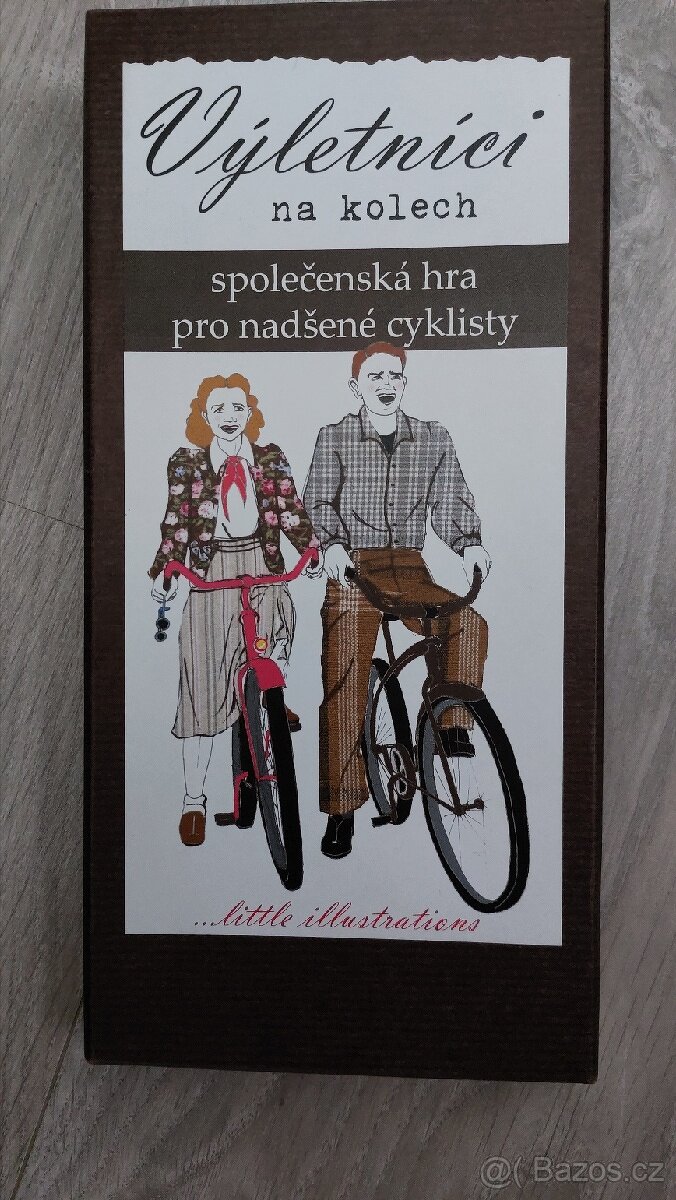 Výletníci
na kolech
společenská hra
pro nadšené cyklisty
...little illustrations
@( Bazos.cz